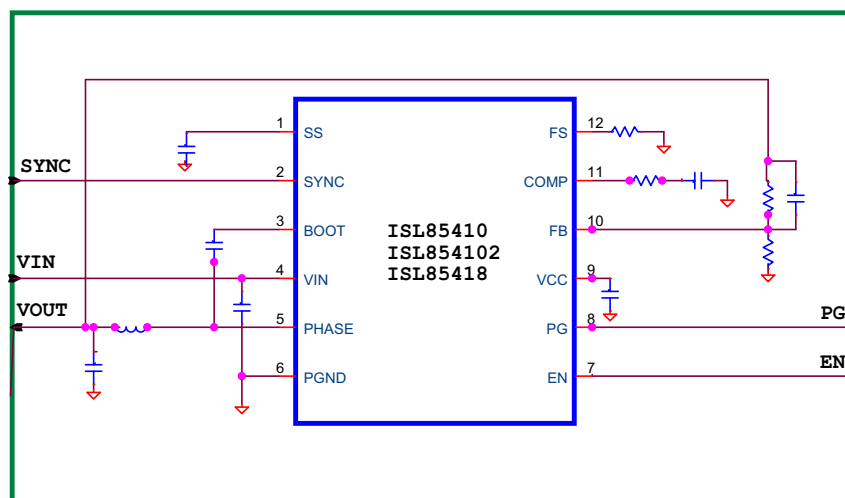 1 SS FS 12
SYNC 2 SYNC COMP 11
3 BOOT FB 10
ISL85410
ISL854102
ISL85418
VIN 4 VIN VCC 9
VOUT 5 PHASE PG 8 PG
6 PGND EN 7 EN